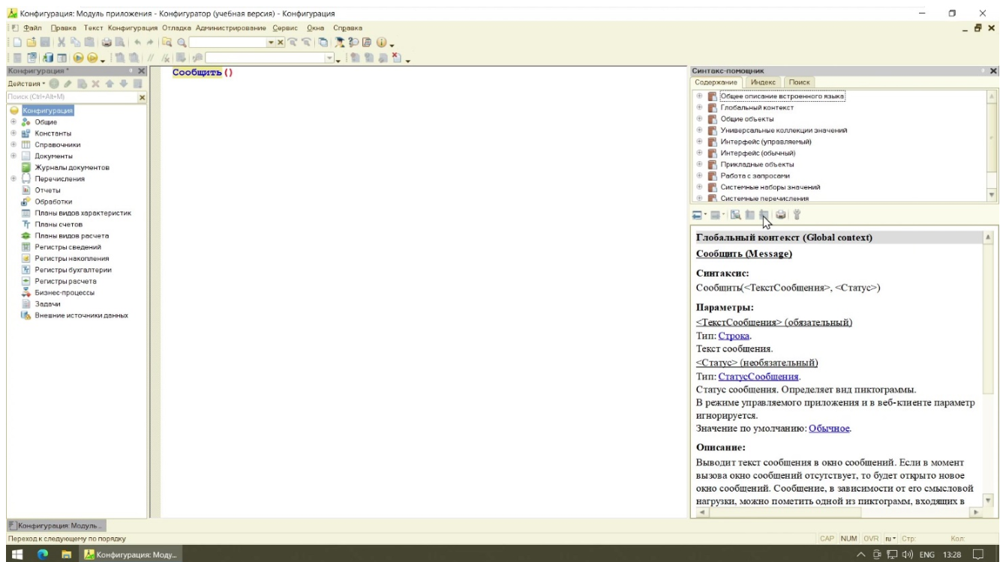 Конфигурация: Модуль приложения - Конфигуратор (учебная версия) - Конфигурация
Файл Правка Текст Конфигурация Отладка Администрирование Сервис Окна Справка
Конфигурация *
Действия
Поиск (Ctrl+Alt+M)
Конфигурация
Общие
Константы
Справочники
Документы
Журналы документов
Перечисления
Отчеты
Обработки
Планы видов характеристик
Планы счетов
Планы видов расчета
Регистры сведений
Регистры накопления
Регистры бухгалтерии
Регистры расчета
Бизнес-процессы
Задачи
Внешние источники данных
Сообщить()
Синтакс-помощник
Содержание Индекс Поиск
Общее описание встроенного языка
Глобальный контекст
Общие объекты
Универсальные коллекции значений
Интерфейс (управляемый)
Интерфейс (обычный)
Прикладные объекты
Работа с запросами
Системные наборы значений
Системные перечисления
Глобальный контекст (Global context)
Сообщить (Message)
Синтаксис:
Сообщить(<ТекстСообщения>, <Статус>)
Параметры:
<ТекстСообщения> (обязательный)
Тип: Строка.
Текст сообщения.
<Статус> (необязательный)
Тип: СтатусСообщения.
Статус сообщения. Определяет вид пиктограммы.
В режиме управляемого приложения и в веб-клиенте параметр
игнорируется.
Значение по умолчанию: Обычное.
Описание:
Выводит текст сообщения в окно сообщений. Если в момент
вызова окно сообщений отсутствует, то будет открыто новое
окно сообщений. Сообщение, в зависимости от его смысловой
нагрузки, можно пометить одной из пиктограмм, входящих в
Конфигурация: Модуль...
Переход к следующему по порядку
CAP NUM OVR ru Стр: Кол:
Конфигурация: Моду...
ENG 13:28